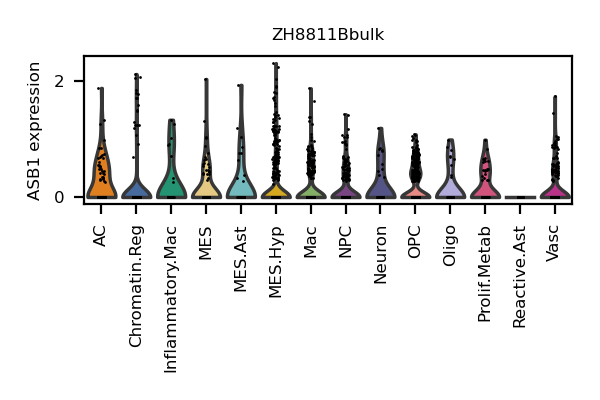 ZH8811Bbulk
ASB1 expression
2
0
AC
Chromatin.Reg
Inflammatory.Mac
MES
MES.Ast
MES.Hyp
Mac
NPC
Neuron
OPC
Oligo
Prolif.Metab
Reactive.Ast
Vasc